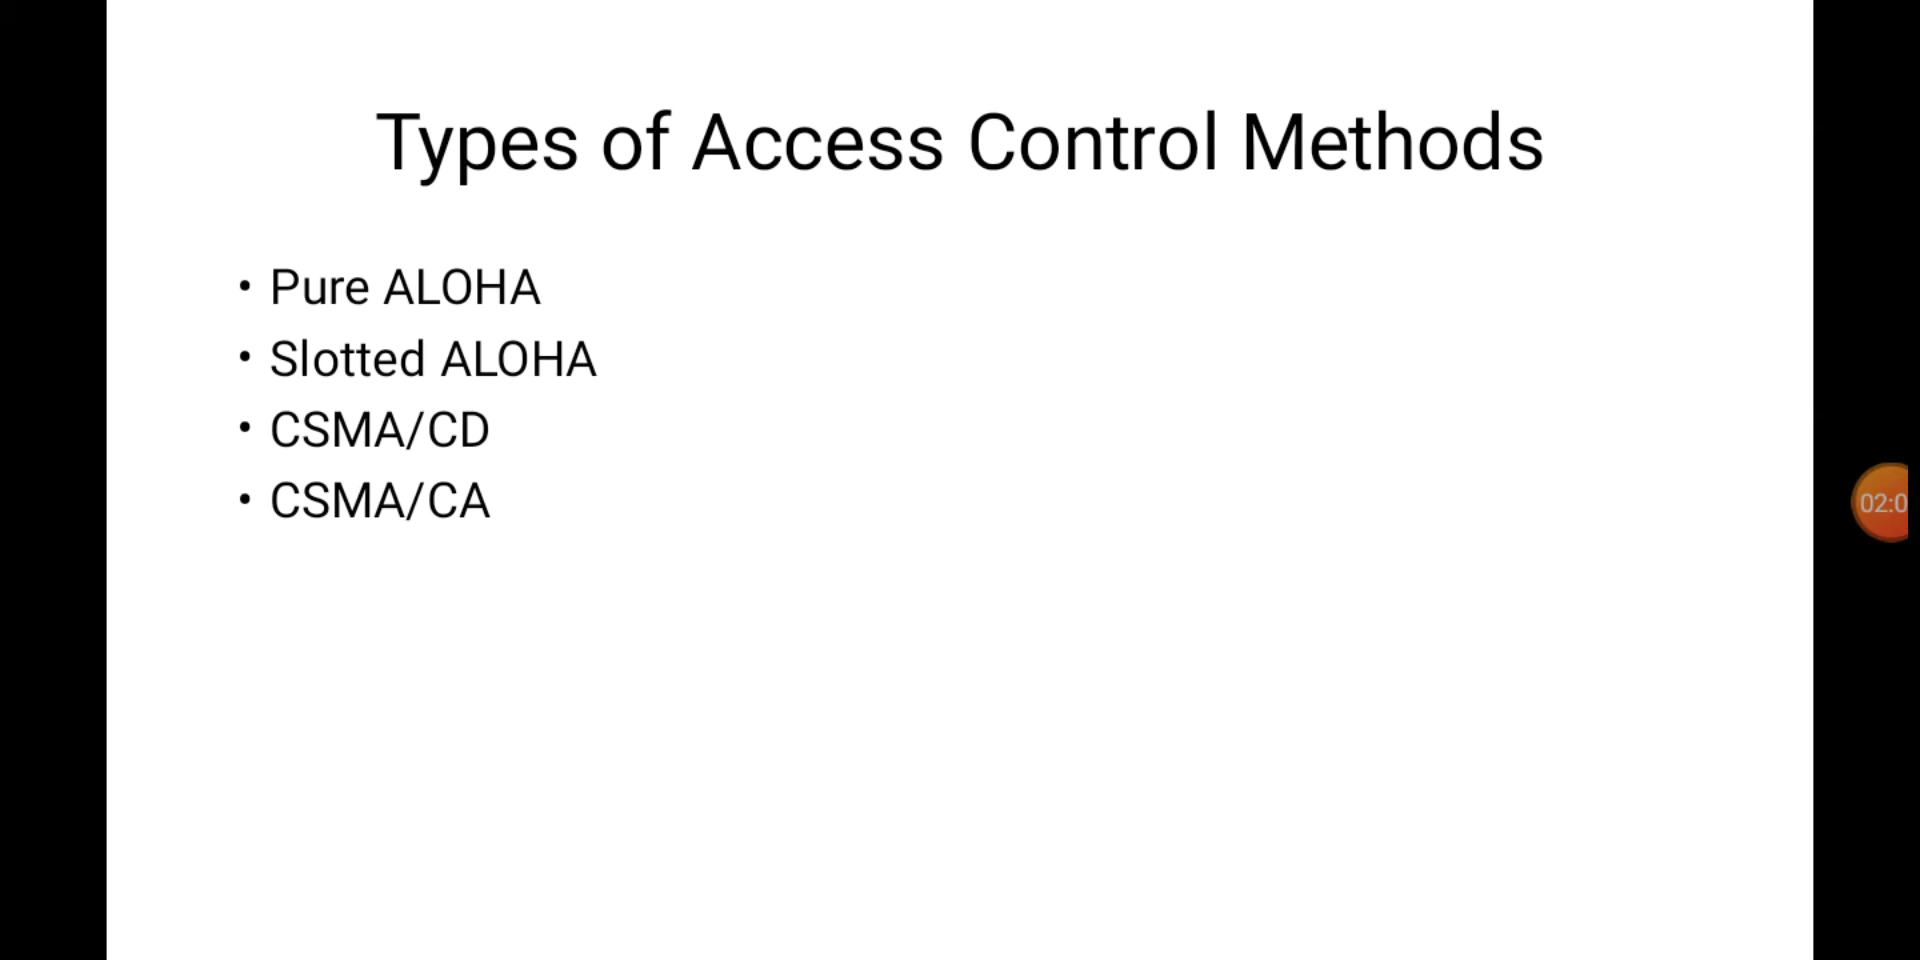 Types of Access Control Methods
• Pure ALOHA
• Slotted ALOHA
• CSMA/CD
• CSMA/CA
02:0